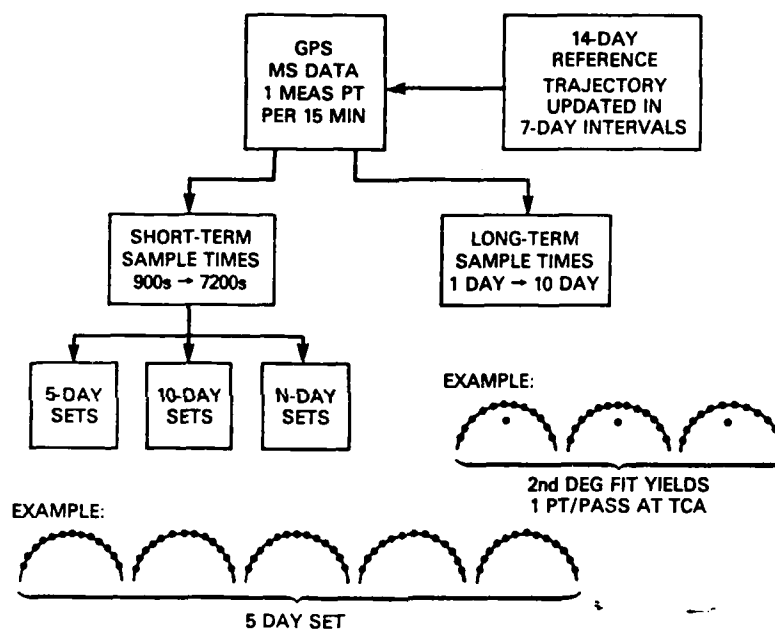 GPS
MS DATA
1 MEAS PT
PER 15 MIN
14-DAY
REFERENCE
TRAJECTORY
UPDATED IN
7-DAY INTERVALS
SHORT-TERM
SAMPLE TIMES
900s → 7200s
LONG-TERM
SAMPLE TIMES
1 DAY → 10 DAY
5-DAY
SETS
10-DAY
SETS
N-DAY
SETS
EXAMPLE:
2nd DEG FIT YIELDS
1 PT/PASS AT TCA
EXAMPLE:
5 DAY SET